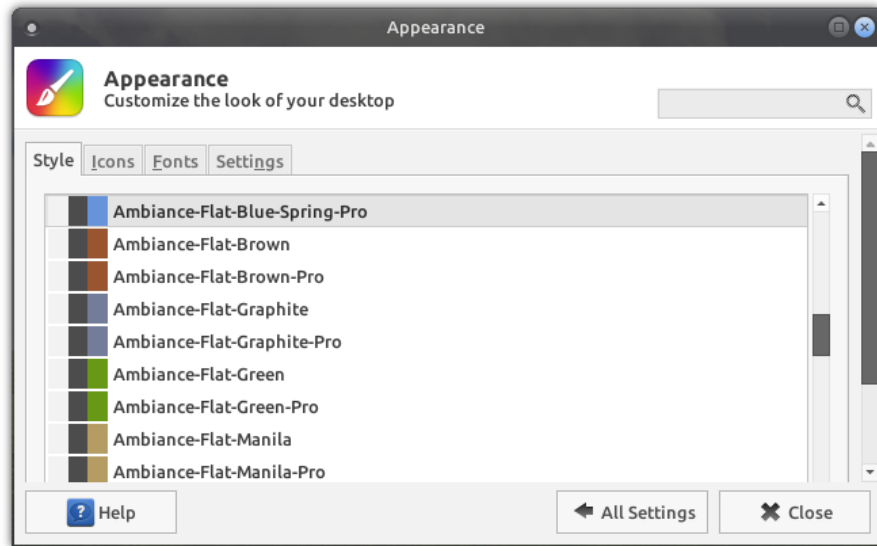 Appearance
Appearance
Customize the look of your desktop
Style Icons Fonts Settings
Ambiance-Flat-Blue-Spring-Pro
Ambiance-Flat-Brown
Ambiance-Flat-Brown-Pro
Ambiance-Flat-Graphite
Ambiance-Flat-Graphite-Pro
Ambiance-Flat-Green
Ambiance-Flat-Green-Pro
Ambiance-Flat-Manila
Ambiance-Flat-Manila-Pro
? Help All Settings Close